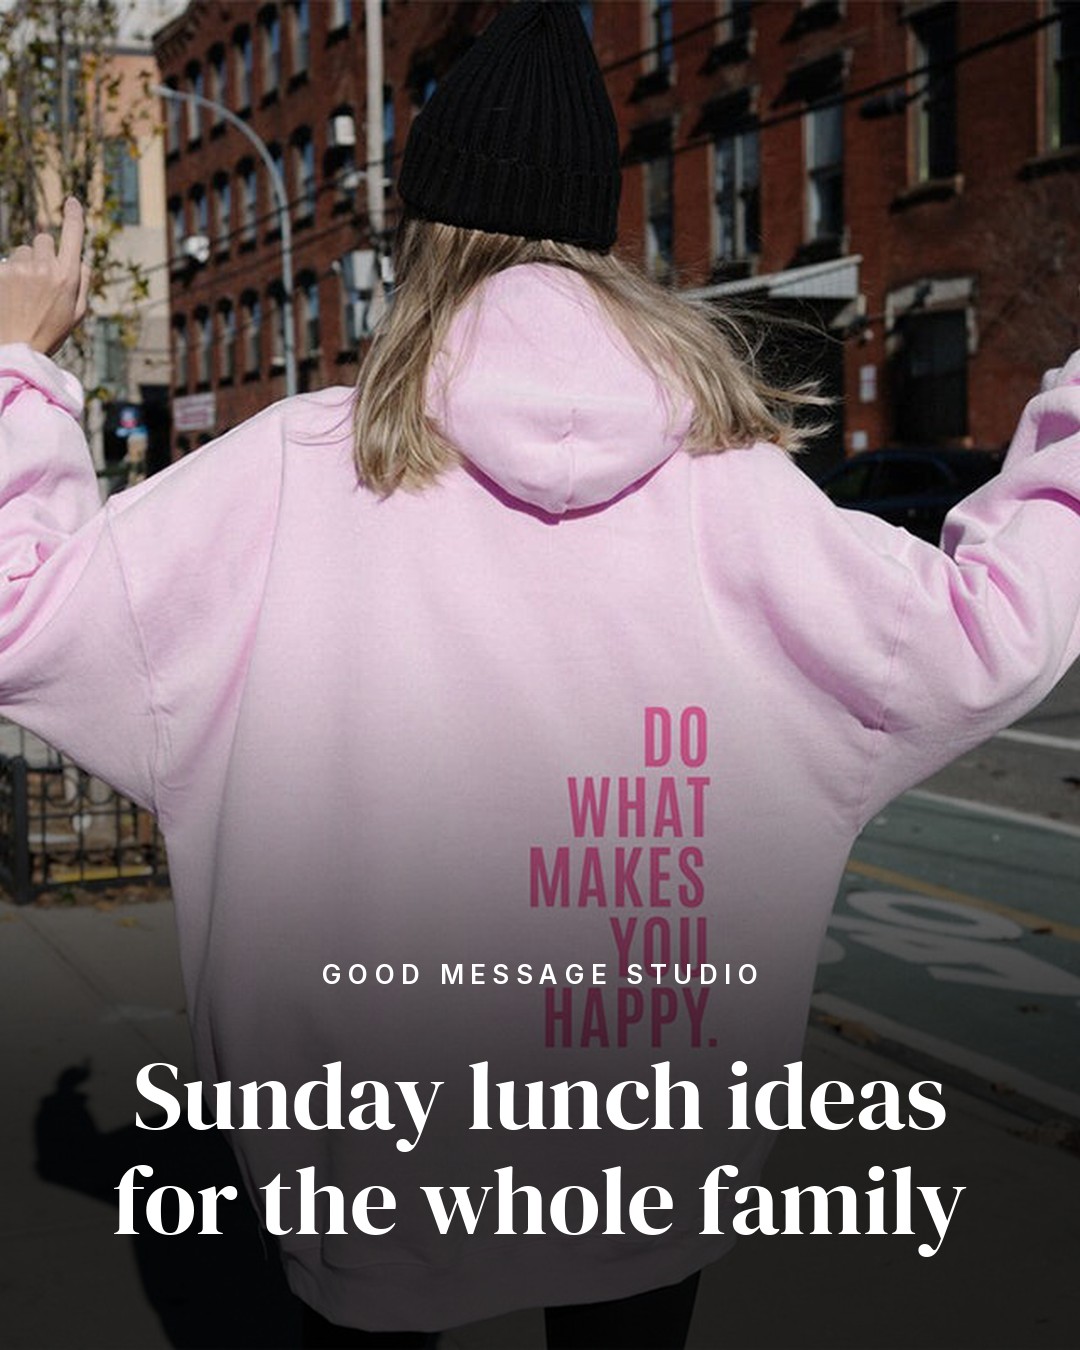 DO
WHAT
MAKES
YOU
GOOD MESSAGE STUDIO
HAPPY.
Sunday lunch ideas
for the whole family